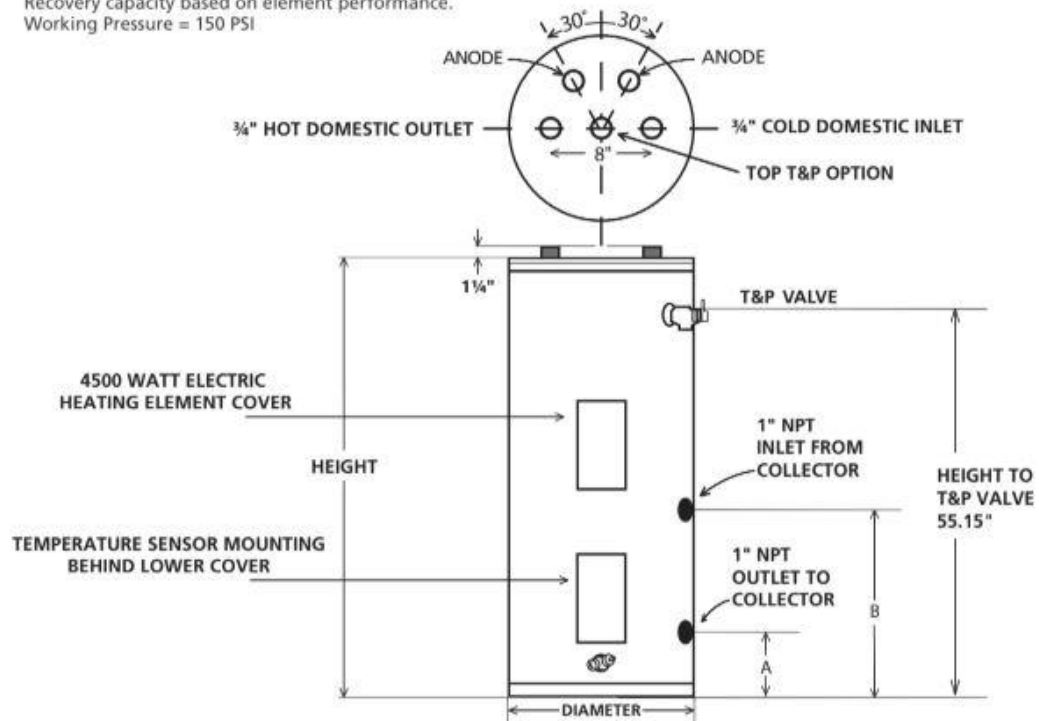 Recovery capacity based on element performance.
Working Pressure = 150 PSI
30° 30°
ANODE
ANODE
¾" HOT DOMESTIC OUTLET
¾" COLD DOMESTIC INLET
8"
TOP T&P OPTION
1¼"
T&P VALVE
4500 WATT ELECTRIC
HEATING ELEMENT COVER
1" NPT
INLET FROM
COLLECTOR
HEIGHT
HEIGHT TO
T&P VALVE
55.15"
TEMPERATURE SENSOR MOUNTING
BEHIND LOWER COVER
1" NPT
OUTLET TO
COLLECTOR
B
A
DIAMETER